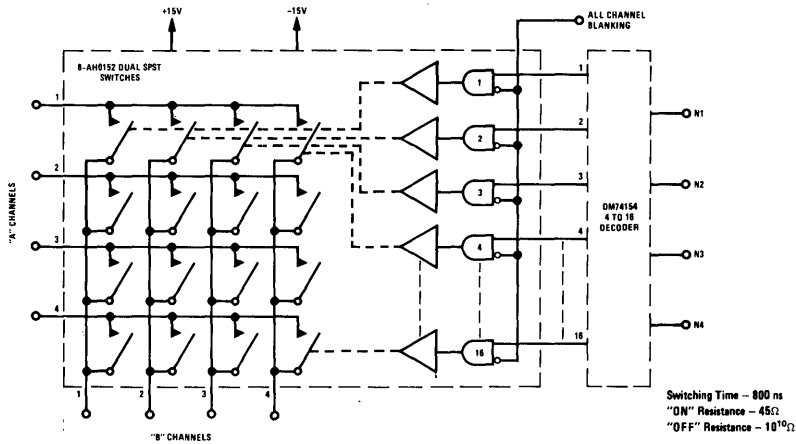 +15V
-15V
ALL CHANNEL
BLANKING
8-AH0152 DUAL SPST
SWITCHES
1
2
3
4
"A" CHANNELS
1
2
3
4
"B" CHANNELS
1
2
3
4
16
1
2
3
4
16
DM74154
4 TO 16
DECODER
N1
N2
N3
N4
Switching Time – 800 ns
"ON" Resistance – 45Ω
"OFF" Resistance – 10¹⁰Ω